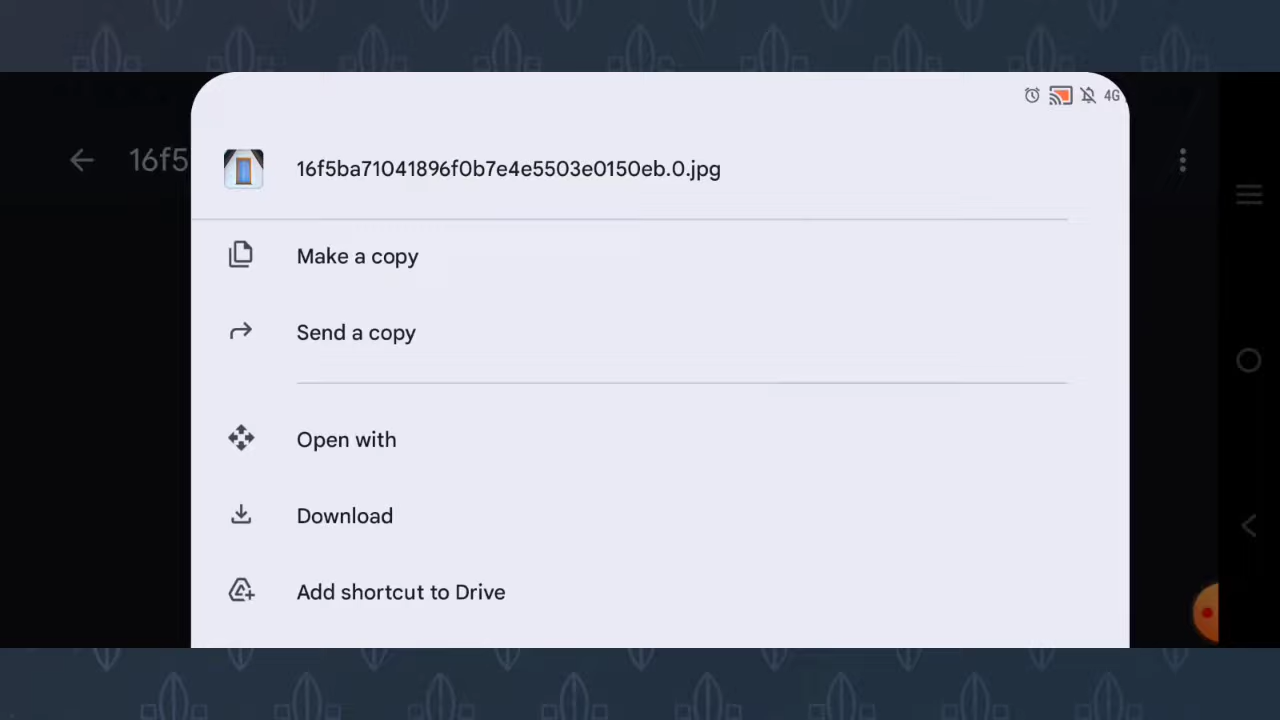 4G
16f5
16f5ba71041896f0b7e4e5503e0150eb.0.jpg
Make a copy
Send a copy
Open with
Download
Add shortcut to Drive